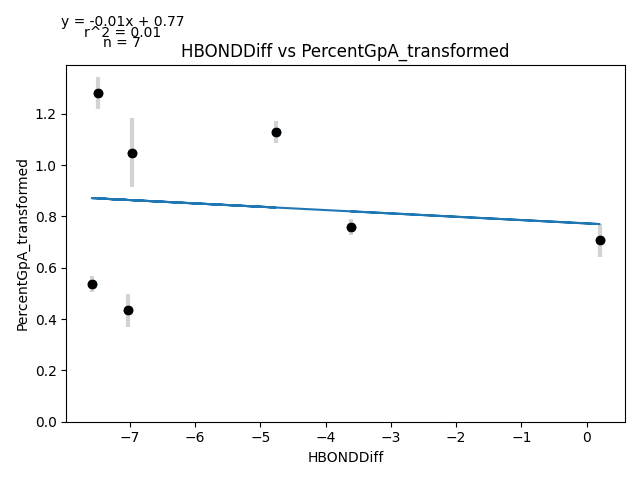 y = -0.01x + 0.77
r^2 = 0.01
n = 7
HBONDDiff vs PercentGpA_transformed
PercentGpA_transformed
1.2
1.0
0.8
0.6
0.4
0.2
0.0
−7 −6 −5 −4 −3 −2 −1 0
HBONDDiff